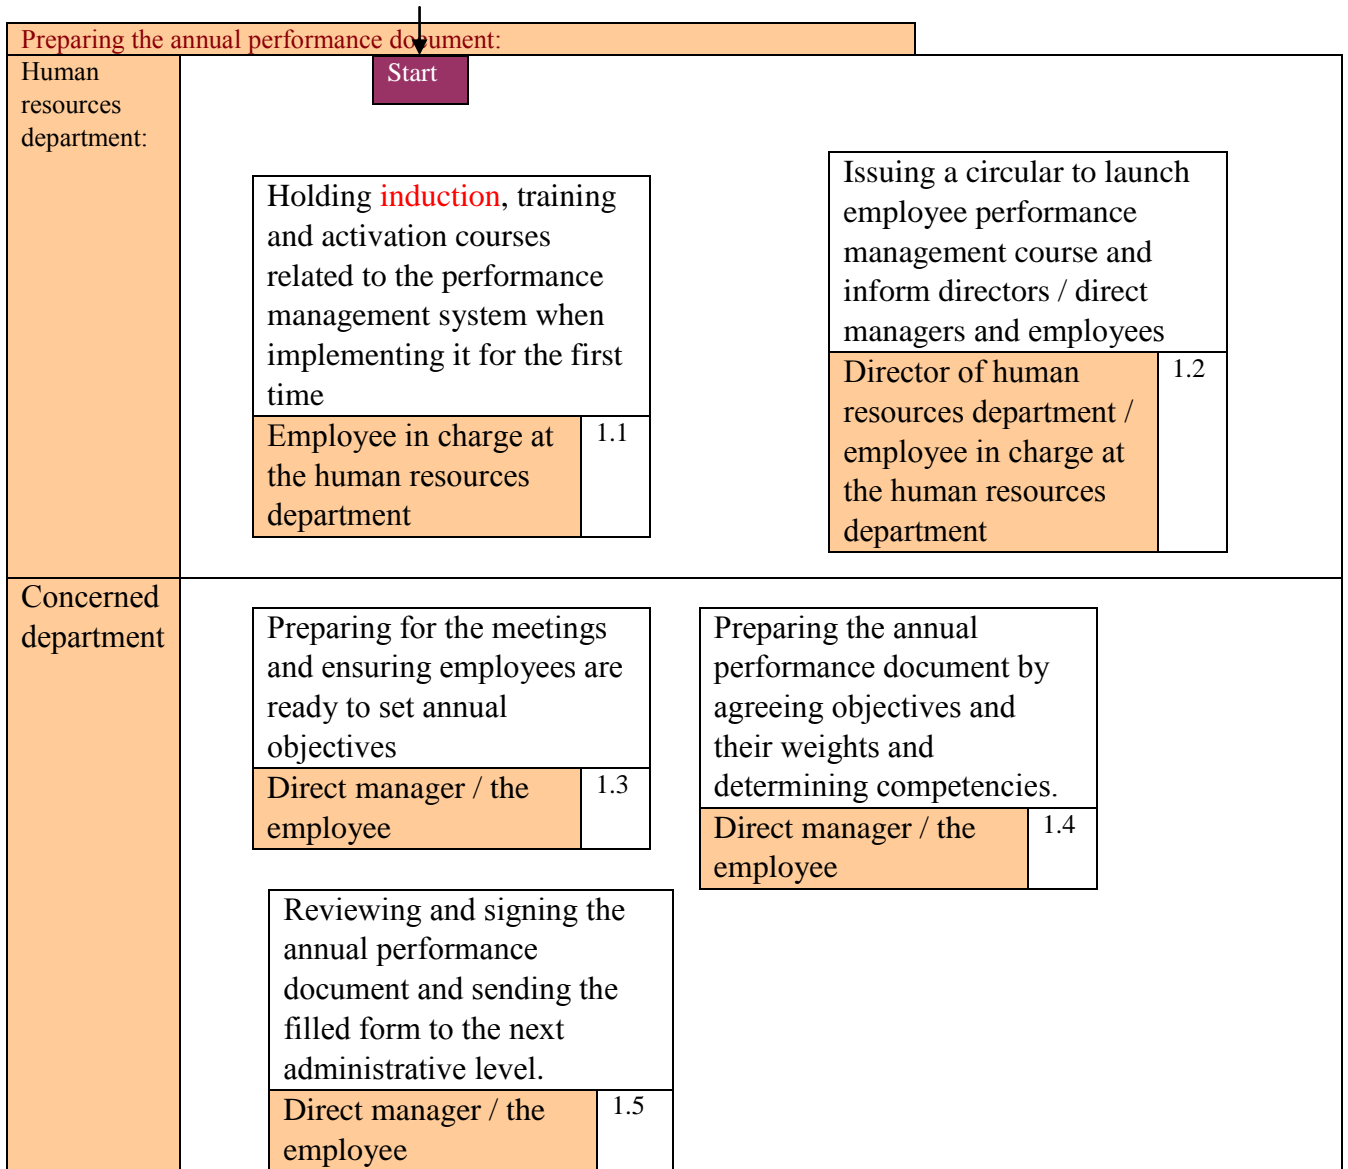 Preparing the annual performance document:
Human
resources
department:
Start
Holding induction, training
and activation courses
related to the performance
management system when
implementing it for the first
time
Employee in charge at
the human resources
department
1.1
Issuing a circular to launch
employee performance
management course and
inform directors / direct
managers and employees
Director of human
resources department /
employee in charge at
the human resources
department
1.2
Concerned
department
Preparing for the meetings
and ensuring employees are
ready to set annual
objectives
Direct manager / the
employee
1.3
Preparing the annual
performance document by
agreeing objectives and
their weights and
determining competencies.
Direct manager / the
employee
1.4
Reviewing and signing the
annual performance
document and sending the
filled form to the next
administrative level.
Direct manager / the
employee
1.5